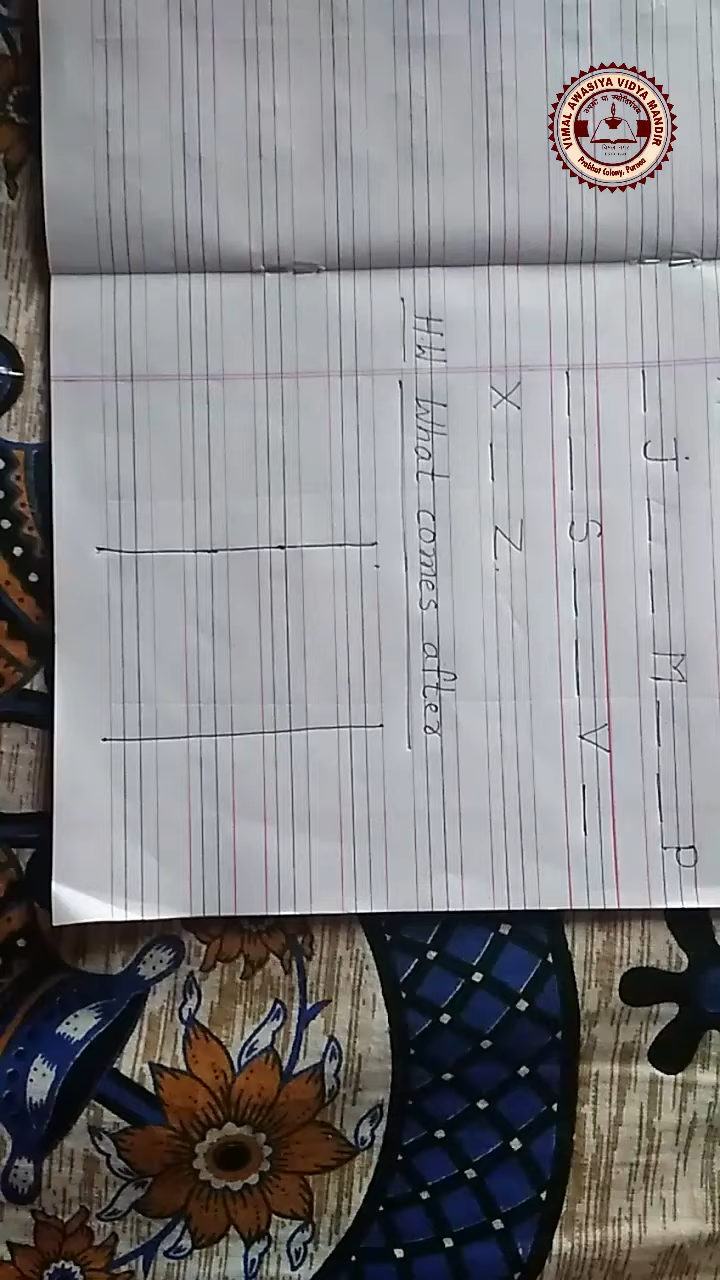 _ J _ _ M _ _ P
_ _ S _ _ V _
X _ Z.
H.W What comes after
VIMAL AWASIYA VIDYA MANDIR
Prabhat Colony, Purnea